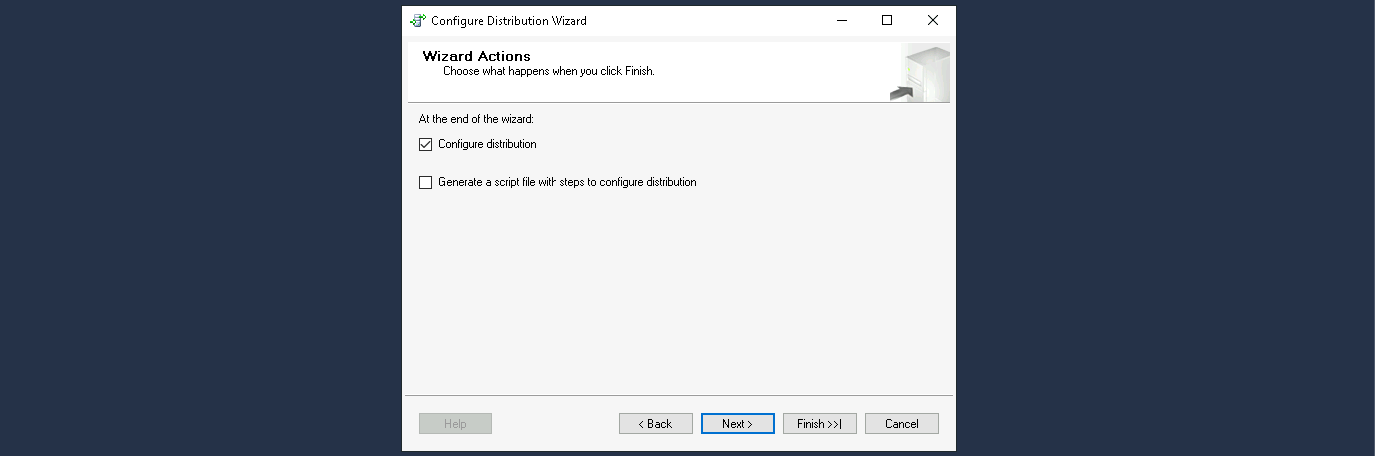 Configure Distribution Wizard
Wizard Actions
Choose what happens when you click Finish.
At the end of the wizard:
Configure distribution
Generate a script file with steps to configure distribution
Help
< Back
Next >
Finish >>|
Cancel